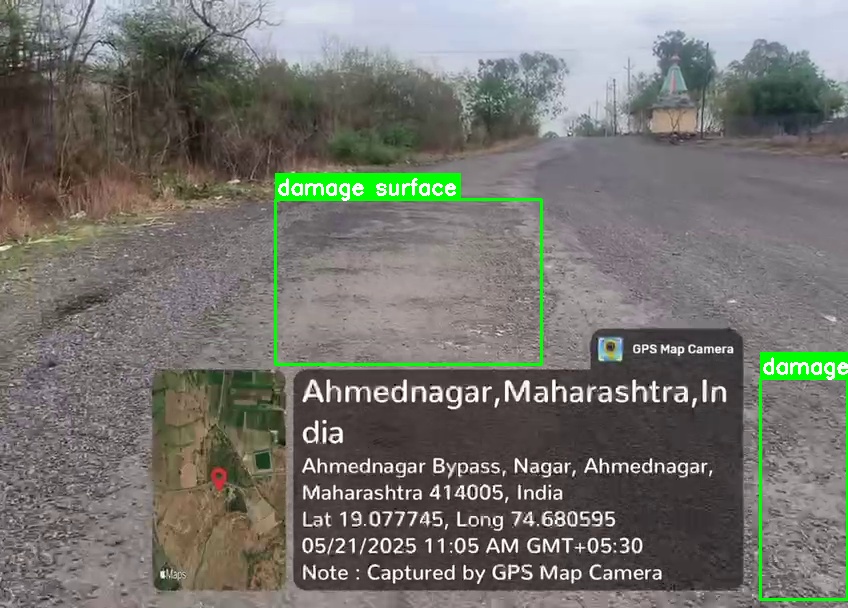 damage surface
GPS Map Camera
damage
Ahmednagar,Maharashtra,In
dia
Ahmednagar Bypass, Nagar, Ahmednagar,
Maharashtra 414005, India
Lat 19.077745, Long 74.680595
05/21/2025 11:05 AM GMT+05:30
Note : Captured by GPS Map Camera
Maps